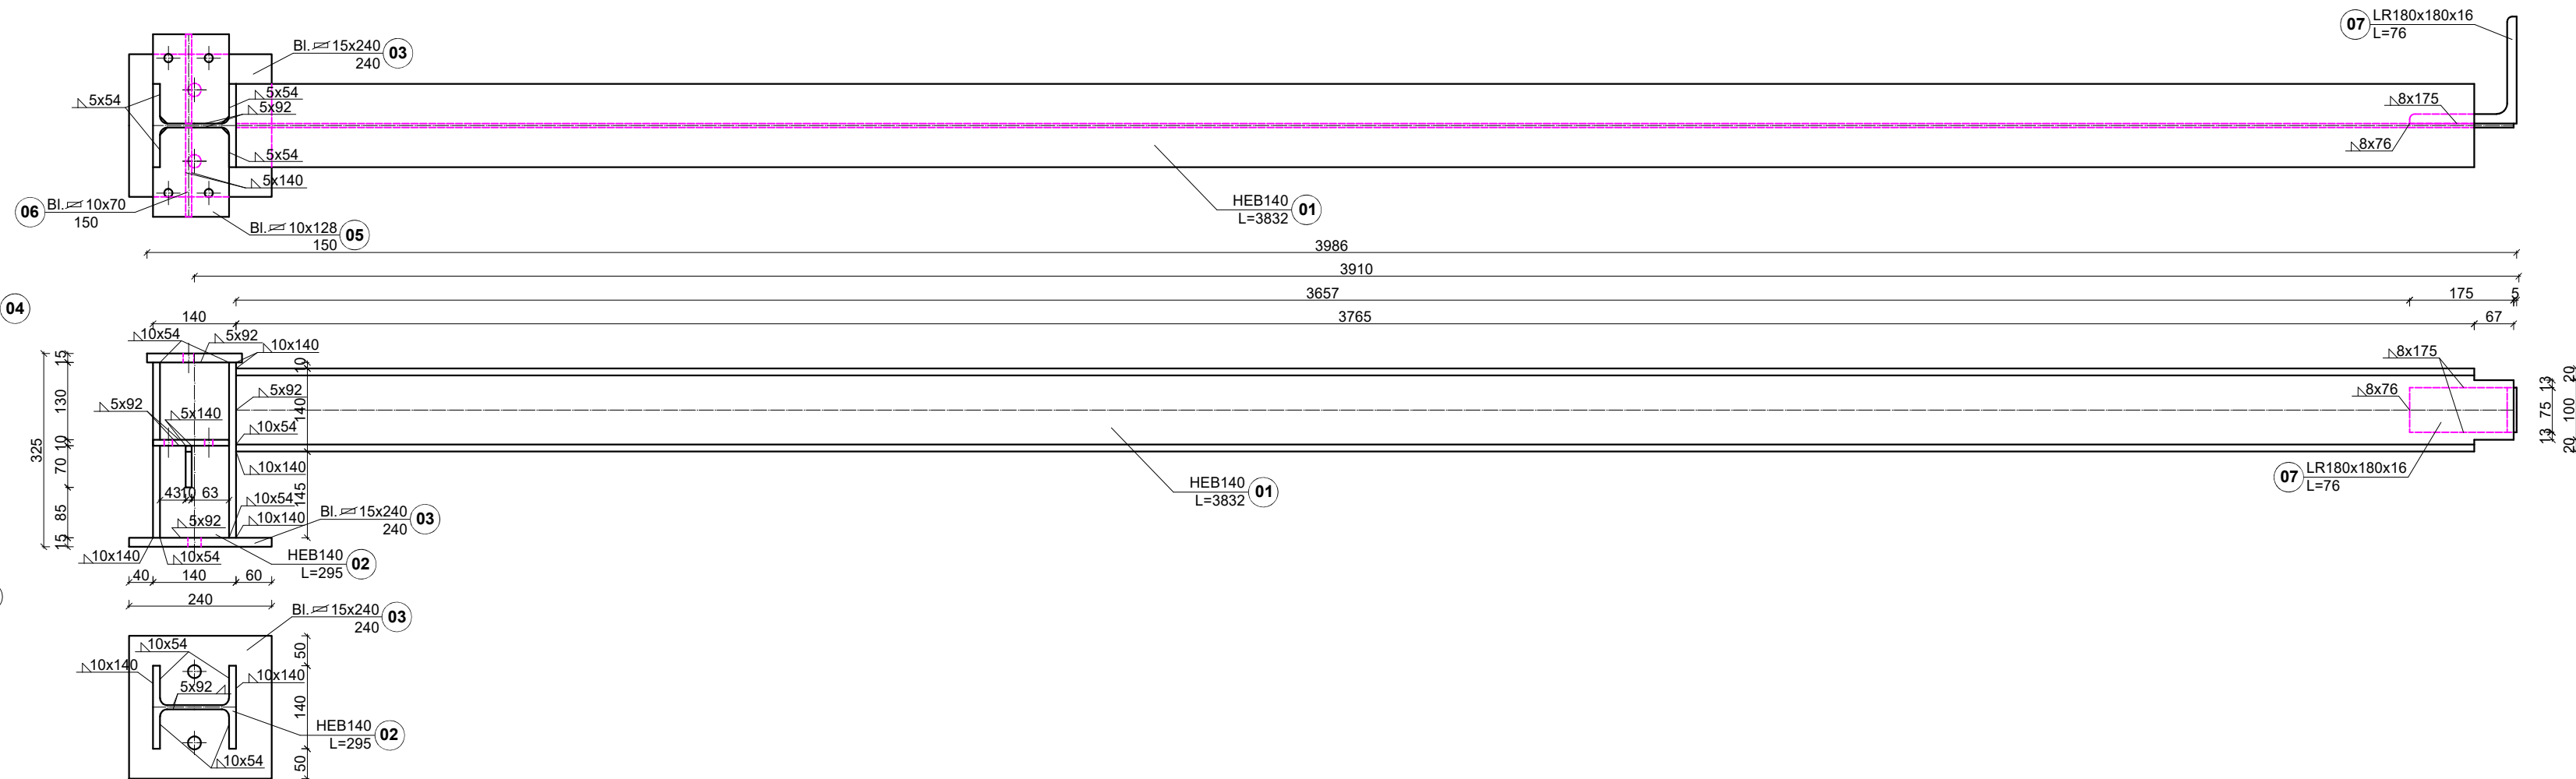 07 LR180x180x16
L=76
Bl. 15x240 03
240
5x54
5x54
5x92
8x175
5x54
8x76
5x140
06 Bl. 10x70
150
HEB140 01
L=3832
Bl. 10x128 05
150
3986
3910
04
3657
175
5
140
3765
67
10x54
5x92
10x140
15
10
8x175
20
13
130
5x92
5x92
8x76
5x140
140
75
100
10x54
325
10
13
20
10x140
70
07 LR180x180x16
L=76
HEB140 01
L=3832
43
10
63
10x54
145
85
5x92
10x140
Bl. 15x240 03
240
15
10x140
10x54
HEB140 02
L=295
40
140
60
240
Bl. 15x240 03
240
10x54
50
10x140
10x140
5x92
140
HEB140 02
L=295
10x54
50